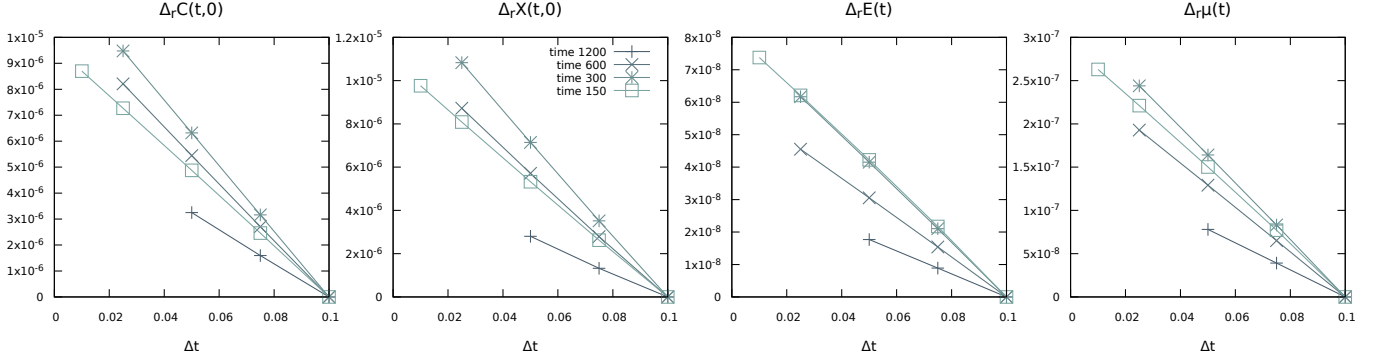 ΔᵣC(t,0)
1x10⁻⁵
9x10⁻⁶
8x10⁻⁶
7x10⁻⁶
6x10⁻⁶
5x10⁻⁶
4x10⁻⁶
3x10⁻⁶
2x10⁻⁶
1x10⁻⁶
0
0 0.02 0.04 0.06 0.08 0.1
Δt
ΔᵣX(t,0)
time 1200
time 600
time 300
time 150
1.2x10⁻⁵
1x10⁻⁵
8x10⁻⁶
6x10⁻⁶
4x10⁻⁶
2x10⁻⁶
0
0 0.02 0.04 0.06 0.08 0.1
Δt
ΔᵣE(t)
8x10⁻⁸
7x10⁻⁸
6x10⁻⁸
5x10⁻⁸
4x10⁻⁸
3x10⁻⁸
2x10⁻⁸
1x10⁻⁸
0
0 0.02 0.04 0.06 0.08 0.1
Δt
Δᵣμ(t)
3x10⁻⁷
2.5x10⁻⁷
2x10⁻⁷
1.5x10⁻⁷
1x10⁻⁷
5x10⁻⁸
0
0 0.02 0.04 0.06 0.08 0.1
Δt